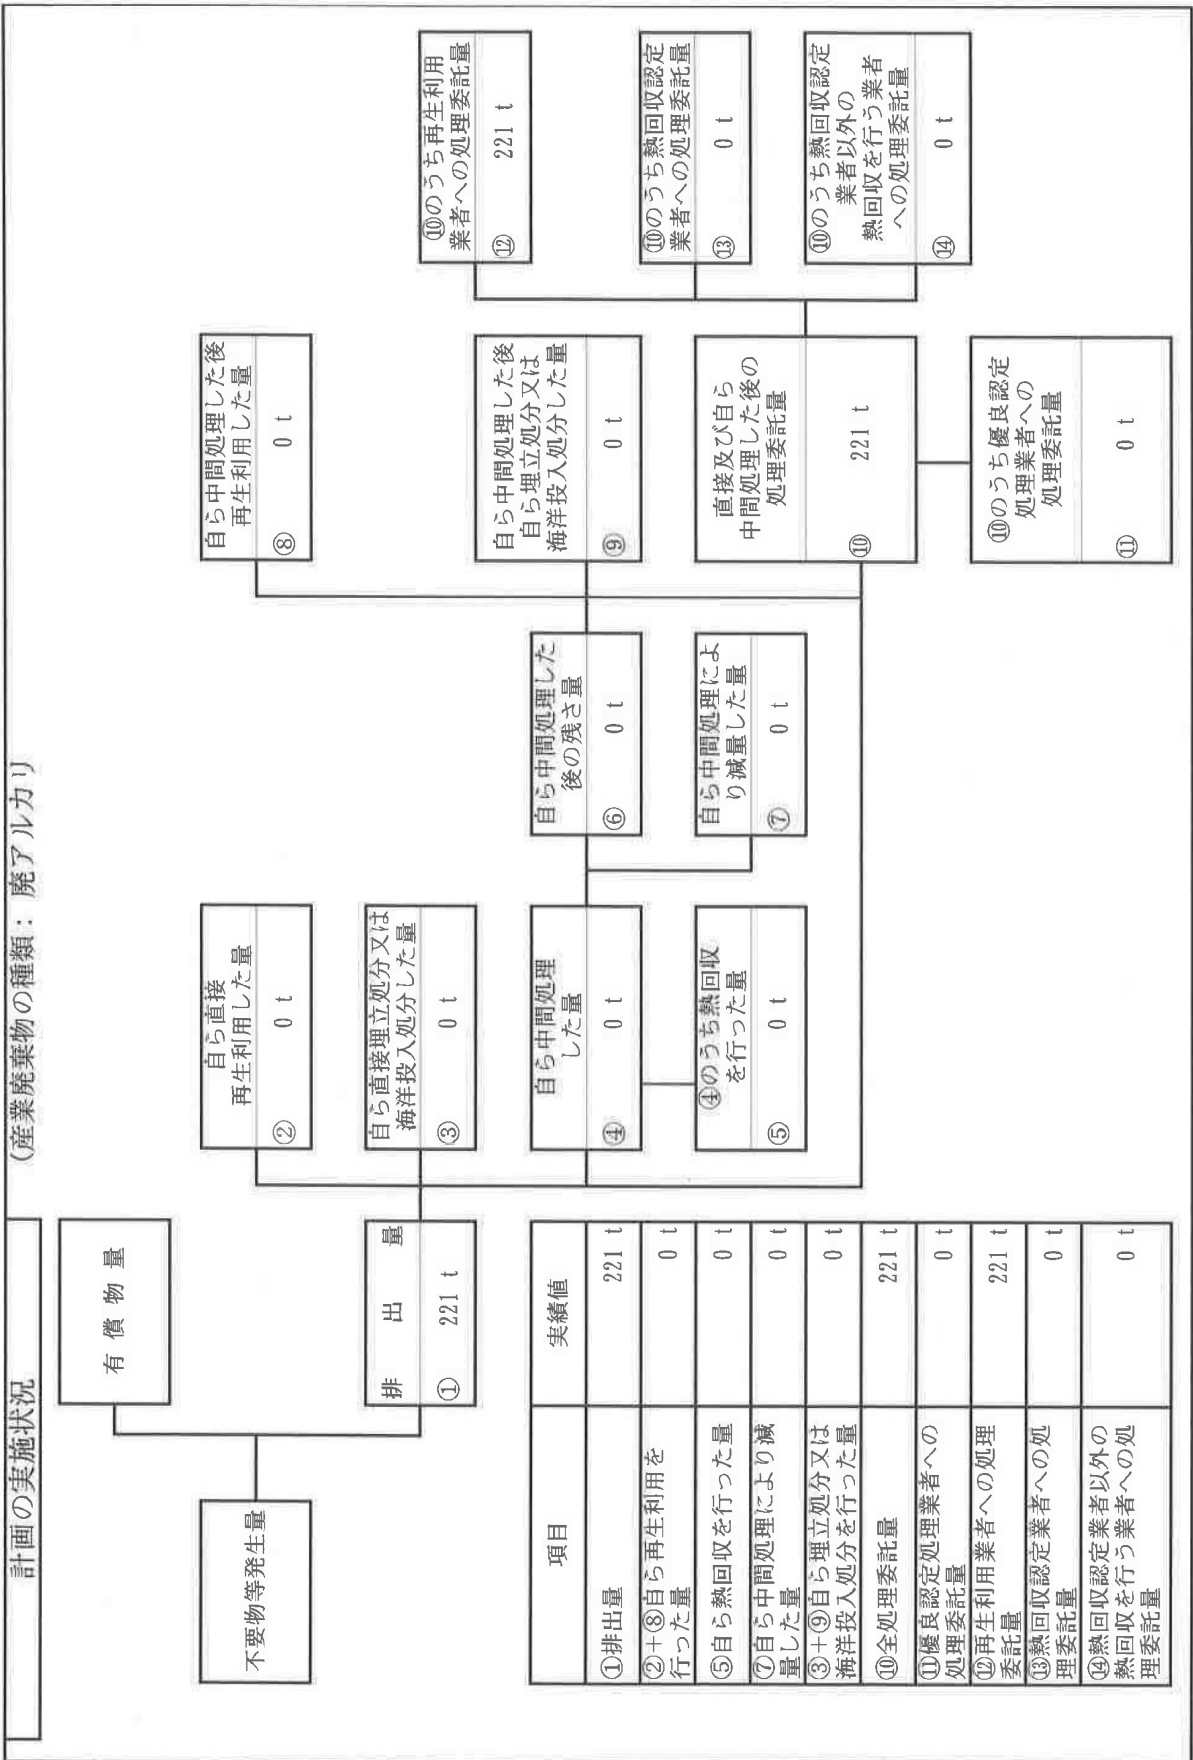 計画の実施状況
(産業廃棄物の種類：廃アルカリ)
不要物等発生量
有償物量
排出量
① 221 t
自ら直接
再生利用した量
② 0 t
自ら直接埋立処分又は
海洋投入処分した量
③ 0 t
自ら中間処理
した量
④ 0 t
④のうち熱回収
を行った量
⑤ 0 t
自ら中間処理した
後の残さ量
⑥ 0 t
自ら中間処理によ
り減量した量
⑦ 0 t
自ら中間処理した後
再生利用した量
⑧ 0 t
自ら中間処理した後
自ら埋立処分又は
海洋投入処分した量
⑨ 0 t
直接及び自ら
中間処理した後の
処理委託量
⑩ 221 t
⑩のうち優良認定
処理業者への
処理委託量
⑪ 0 t
⑩のうち再生利用
業者への処理委託量
⑫ 221 t
⑩のうち熱回収認定
業者への処理委託量
⑬ 0 t
⑩のうち熱回収認定
業者以外の
熱回収を行う業者
への処理委託量
⑭ 0 t
項目 実績値
①排出量 221 t
②＋⑧自ら再生利用を
行った量 0 t
⑤自ら熱回収を行った量 0 t
⑦自ら中間処理により減
量した量 0 t
③＋⑨自ら埋立処分又は
海洋投入処分を行った量 0 t
⑩全処理委託量 221 t
⑪優良認定処理業者への
処理委託量 0 t
⑫再生利用業者への処理
委託量 221 t
⑬熱回収認定業者への処
理委託量 0 t
⑭熱回収認定業者以外の
熱回収を行う業者への処
理委託量 0 t